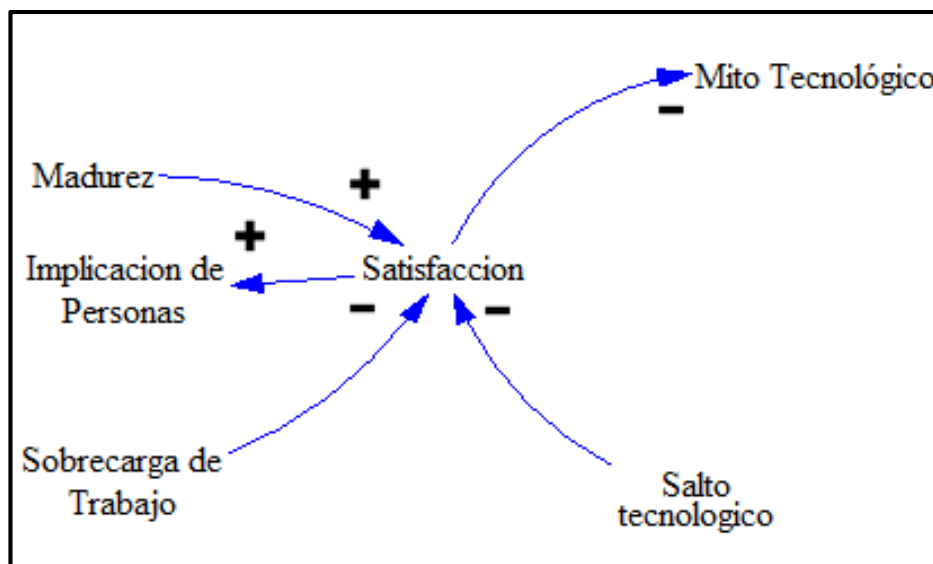 Mito Tecnológico
-
Madurez
+
+
Implicacion de
Personas
Satisfaccion
-
-
Sobrecarga de
Trabajo
Salto
tecnologico